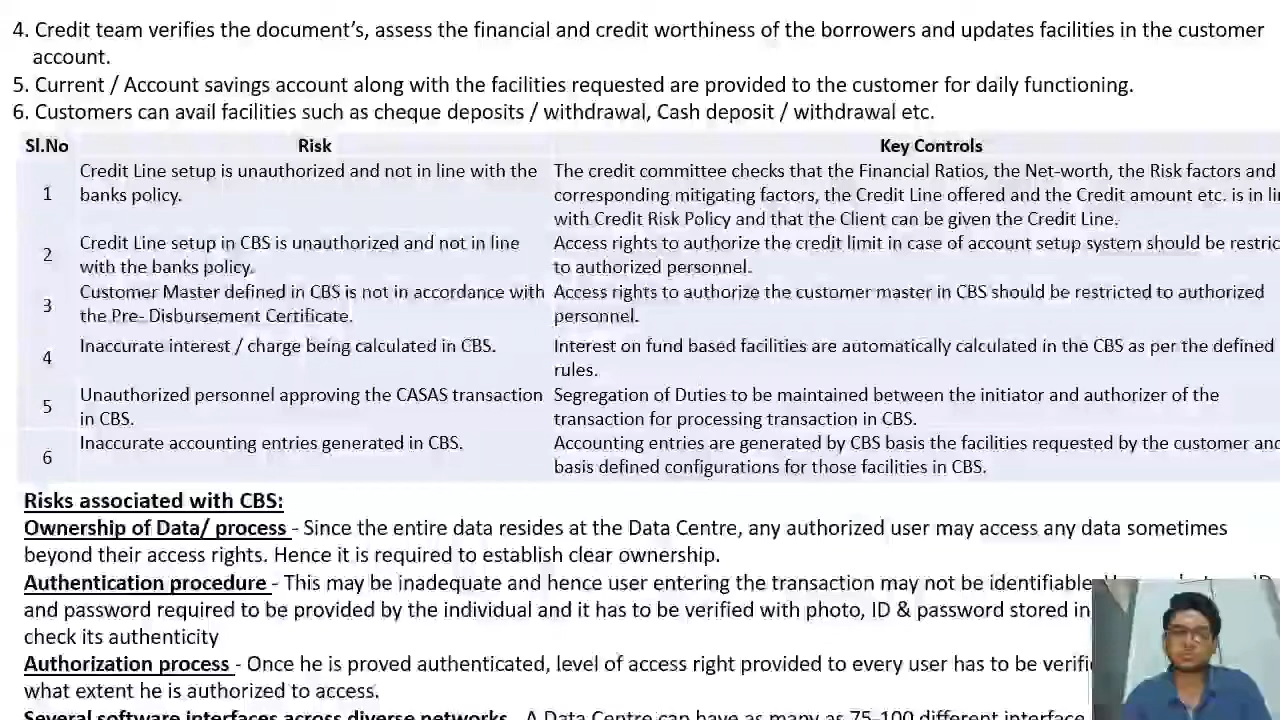 4. Credit team verifies the document’s, assess the financial and credit worthiness of the borrowers and updates facilities in the customer
account.
5. Current / Account savings account along with the facilities requested are provided to the customer for daily functioning.
6. Customers can avail facilities such as cheque deposits / withdrawal, Cash deposit / withdrawal etc.
Sl.No Risk Key Controls
1 Credit Line setup is unauthorized and not in line with the banks policy.
The credit committee checks that the Financial Ratios, the Net-worth, the Risk factors and
corresponding mitigating factors, the Credit Line offered and the Credit amount etc. is in
with Credit Risk Policy and that the Client can be given the Credit Line.
2 Credit Line setup in CBS is unauthorized and not in line
with the banks policy.
Access rights to authorize the credit limit in case of account setup system should be
to authorized personnel.
3 Customer Master defined in CBS is not in accordance with
the Pre- Disbursement Certificate.
Access rights to authorize the customer master in CBS should be restricted to authorized
personnel.
4 Inaccurate interest / charge being calculated in CBS.
Interest on fund based facilities are automatically calculated in the CBS as per the defined
rules.
5 Unauthorized personnel approving the CASAS transaction
in CBS.
Segregation of Duties to be maintained between the initiator and authorizer of the
transaction for processing transaction in CBS.
6 Inaccurate accounting entries generated in CBS.
Accounting entries are generated by CBS basis the facilities requested by the customer and
basis defined configurations for those facilities in CBS.
Risks associated with CBS:
Ownership of Data/ process - Since the entire data resides at the Data Centre, any authorized user may access any data sometimes
beyond their access rights. Hence it is required to establish clear ownership.
Authentication procedure - This may be inadequate and hence user entering the transaction may not be identifiable.
and password required to be provided by the individual and it has to be verified with photo, ID & password stored in
check its authenticity
Authorization process - Once he is proved authenticated, level of access right provided to every user has to be
what extent he is authorized to access.
Several software interfaces across diverse networks - A Data Centre can have as many as 75-100 different interface